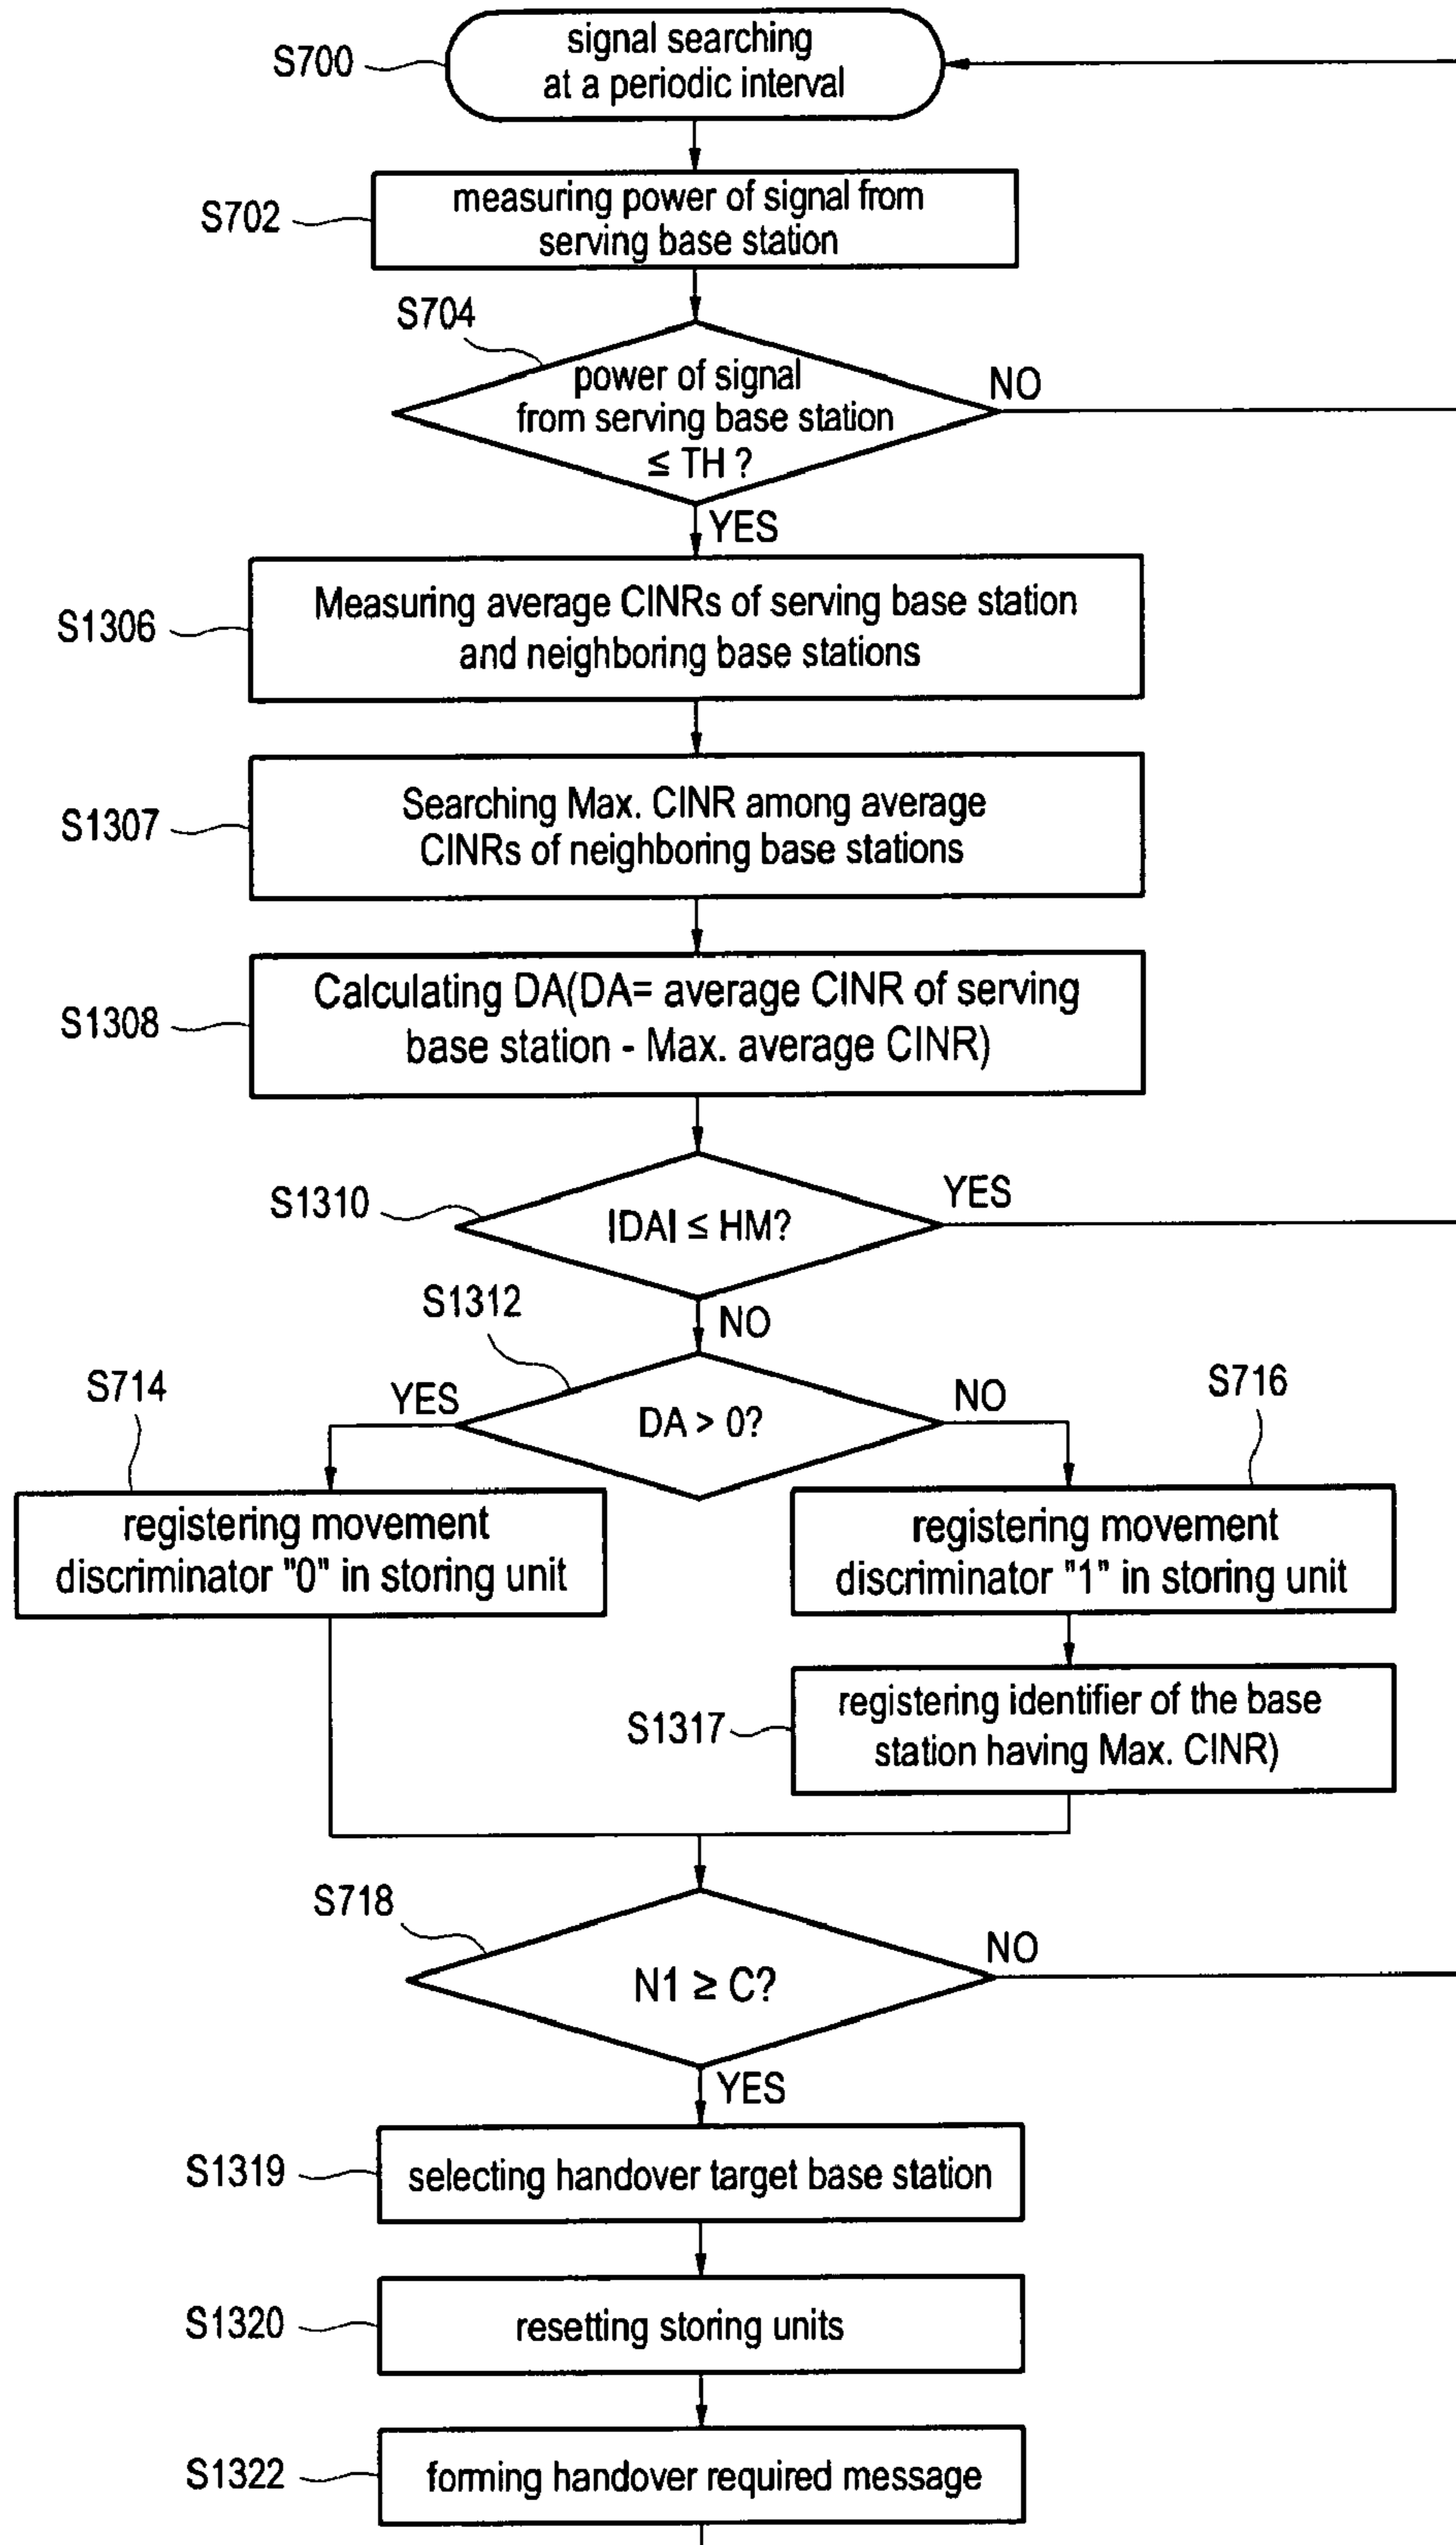 S700
signal searching
at a periodic interval
S702
measuring power of signal from
serving base station
S704
power of signal
from serving base station
≤ TH ?
NO
YES
S1306
Measuring average CINRs of serving base station
and neighboring base stations
S1307
Searching Max. CINR among average
CINRs of neighboring base stations
S1308
Calculating DA(DA= average CINR of serving
base station - Max. average CINR)
S1310
|DA| ≤ HM?
YES
NO
S1312
DA > 0?
YES
NO
S714
registering movement
discriminator "0" in storing unit
S716
registering movement
discriminator "1" in storing unit
S1317
registering identifier of the base
station having Max. CINR)
S718
N1 ≥ C?
NO
YES
S1319
selecting handover target base station
S1320
resetting storing units
S1322
forming handover required message